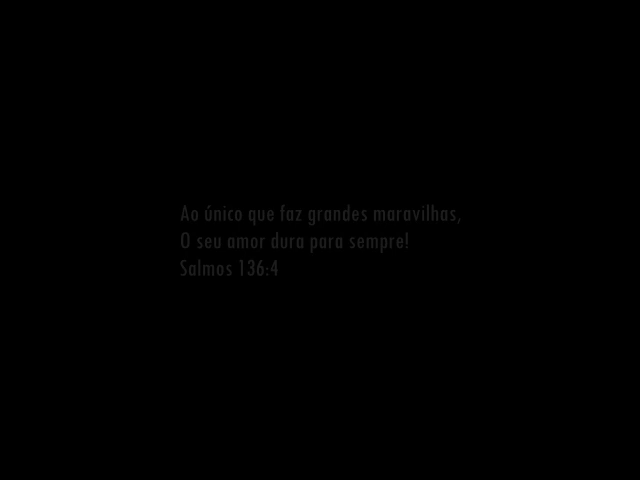 Ao único que faz grandes maravilhas,
O seu amor dura para sempre!
Salmos 136:4